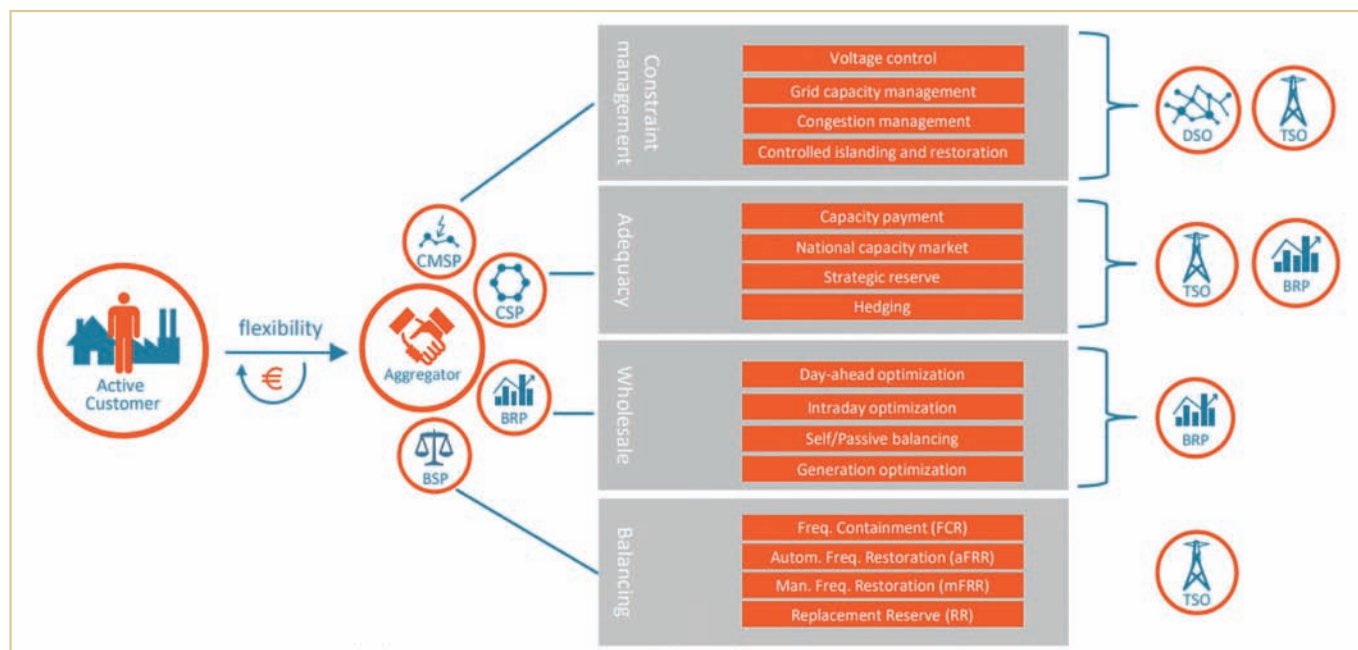 Active
Customer
flexibility
€
Aggregator
CMSP
CSP
BRP
BSP
Constraint
management
Voltage control
Grid capacity management
Congestion management
Controlled islanding and restoration
DSO
TSO
Adequacy
Capacity payment
National capacity market
Strategic reserve
Hedging
TSO
BRP
Wholesale
Day-ahead optimization
Intraday optimization
Self/Passive balancing
Generation optimization
BRP
Balancing
Freq. Containment (FCR)
Autom. Freq. Restoration (aFRR)
Man. Freq. Restoration (mFRR)
Replacement Reserve (RR)
TSO